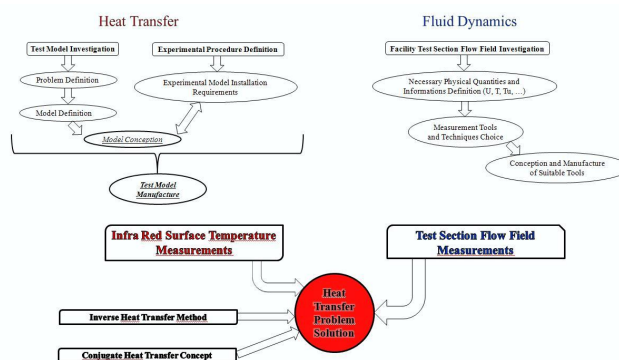 Heat Transfer
Fluid Dynamics
Test Model Investigation
Experimental Procedure Definition
Facility Test Section Flow Field Investigation
Problem Definition
Experimental Model Installation
Requirements
Necessary Physical Quantities and
Informations Definition (U, T, Tu, ...)
Model Definition
Measurement Tools
and Techniques Choice
Model Conception
Conception and Manufacture
of Suitable Tools
Test Model
Manufacture
Infra Red Surface Temperature
Measurements
Test Section Flow Field
Measurements
Heat
Transfer
Problem
Solution
Inverse Heat Transfer Method
Conjugate Heat Transfer Concept